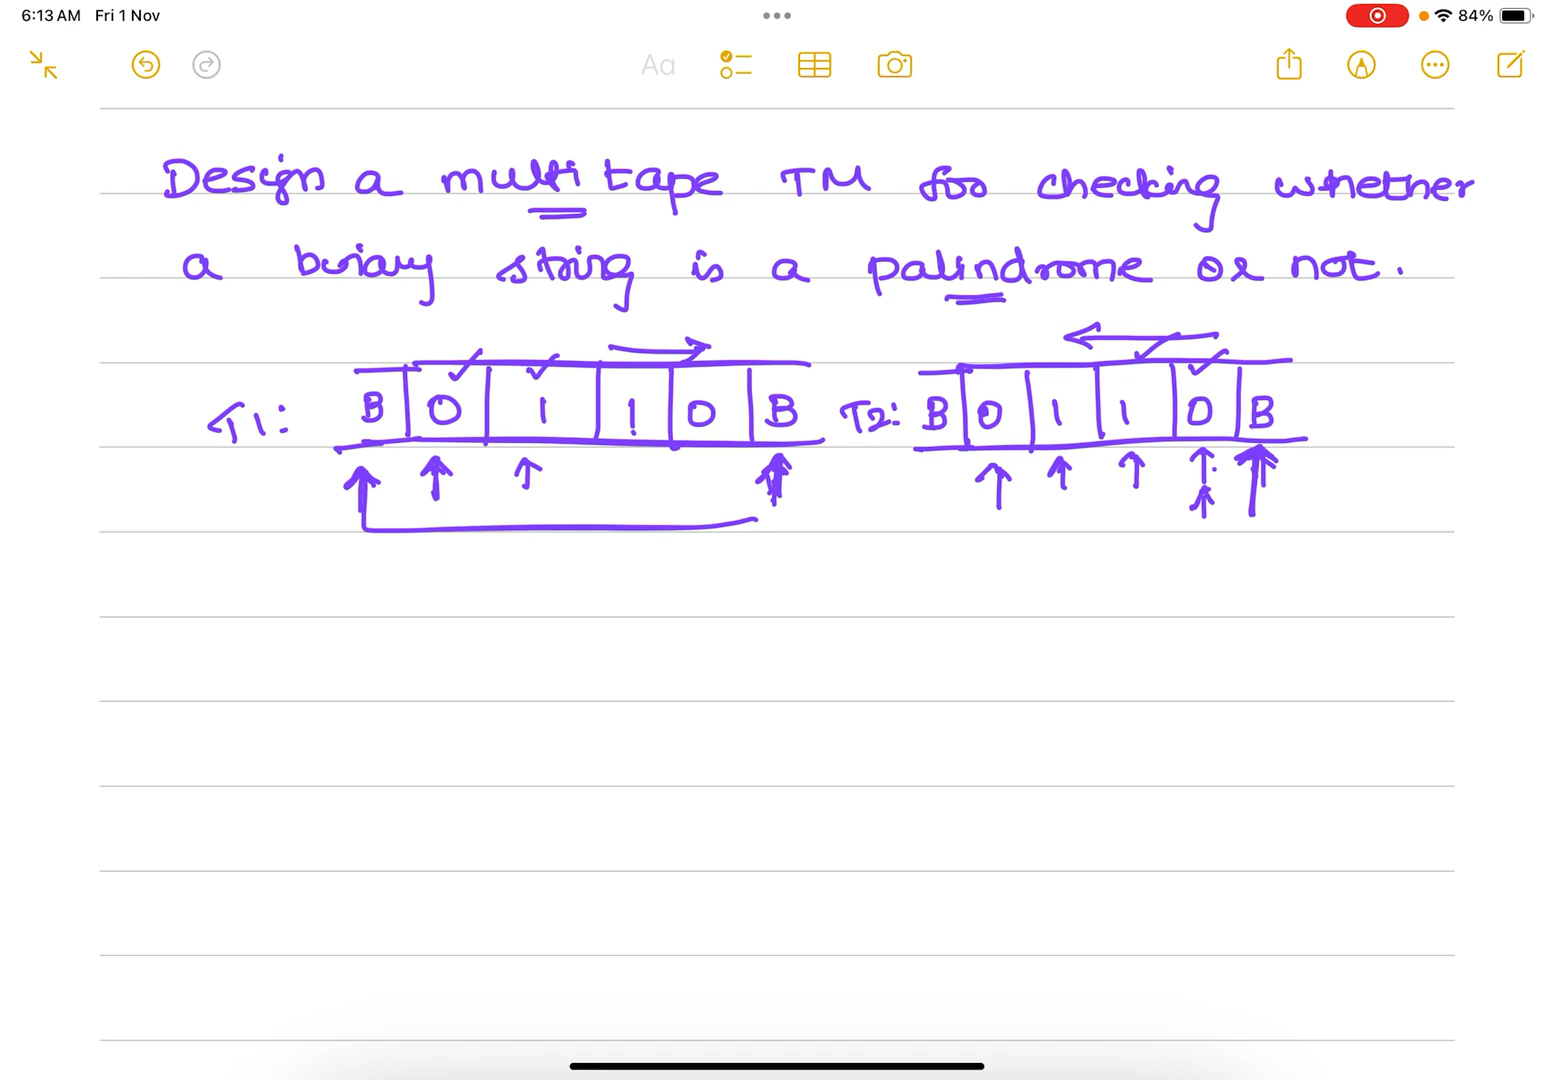 6:13 AM Fri 1 Nov
84%
Aa
Design a multi tape TM for checking whether
a binary string is a palindrome or not.
T1: B 0 1 1 0 B T2: B 0 1 1 0 B